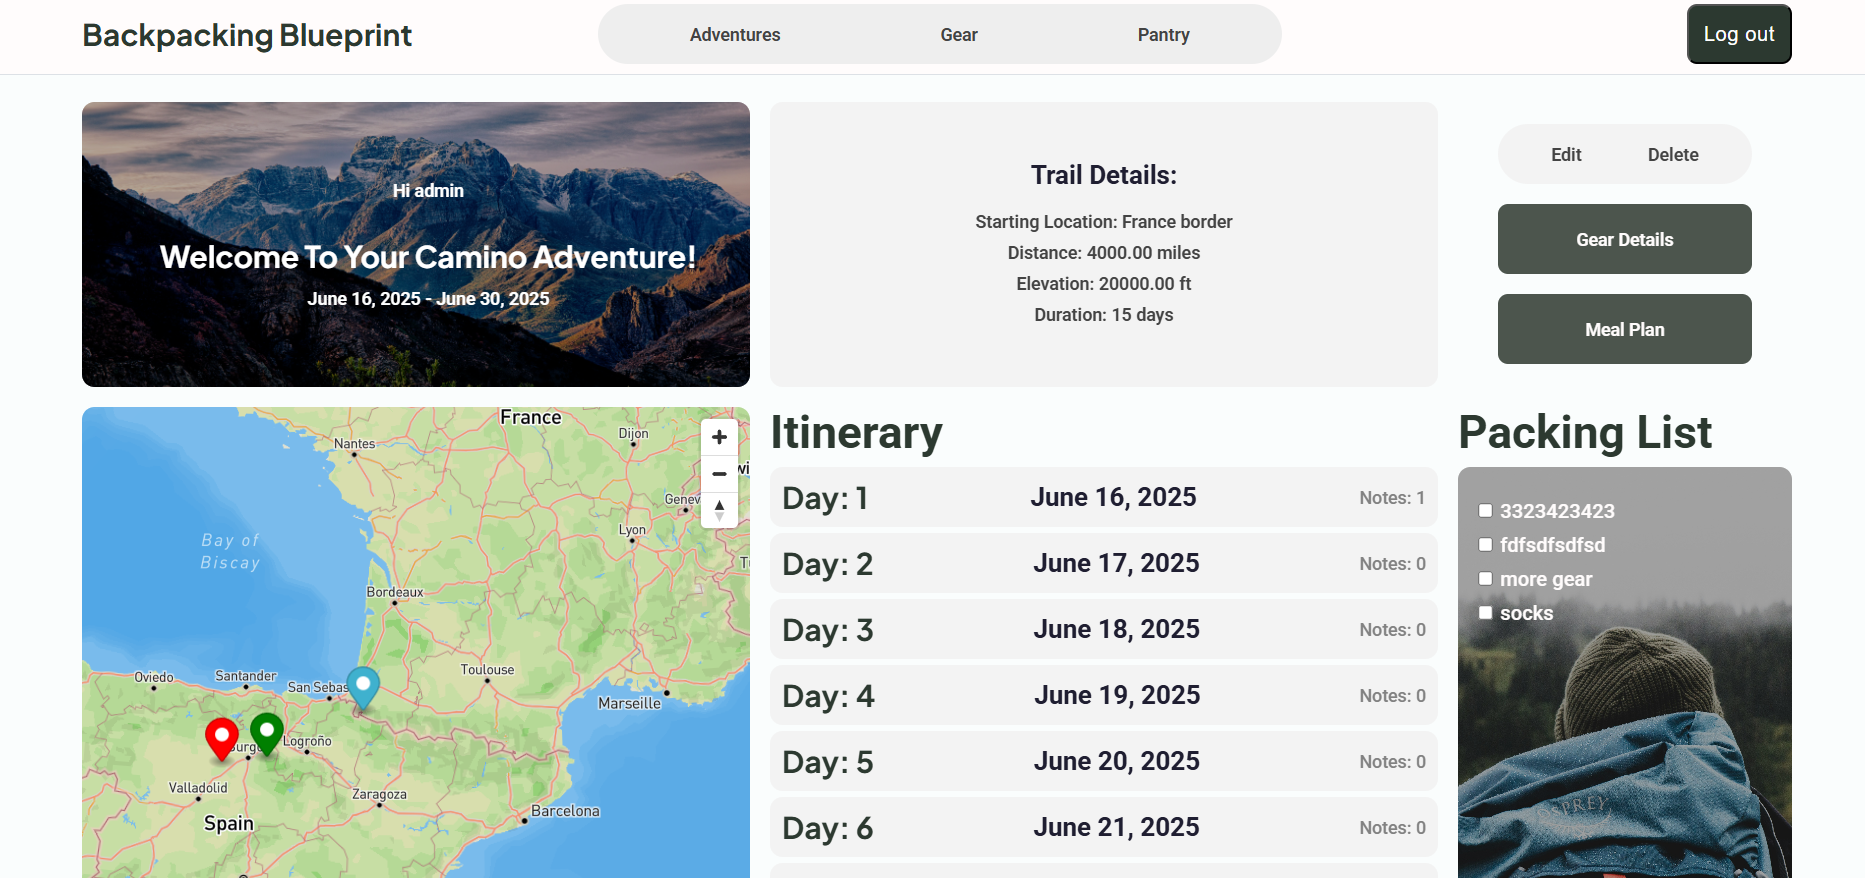 Backpacking Blueprint
Adventures
Gear
Pantry
Log out
Hi admin
Welcome To Your Camino Adventure!
June 16, 2025 - June 30, 2025
Trail Details:
Starting Location: France border
Distance: 4000.00 miles
Elevation: 20000.00 ft
Duration: 15 days
Edit
Delete
Gear Details
Meal Plan
France
Nantes
Dijon
Lyon
Bay of
Biscay
Bordeaux
Toulouse
Oviedo
Santander
San Sebas
Marseille
Logroño
Valladolid
Zaragoza
Spain
Barcelona
Itinerary
Day: 1
June 16, 2025
Notes: 1
Day: 2
June 17, 2025
Notes: 0
Day: 3
June 18, 2025
Notes: 0
Day: 4
June 19, 2025
Notes: 0
Day: 5
June 20, 2025
Notes: 0
Day: 6
June 21, 2025
Notes: 0
Packing List
3323423423
fdfsdfsdfsd
more gear
socks
OSPREY